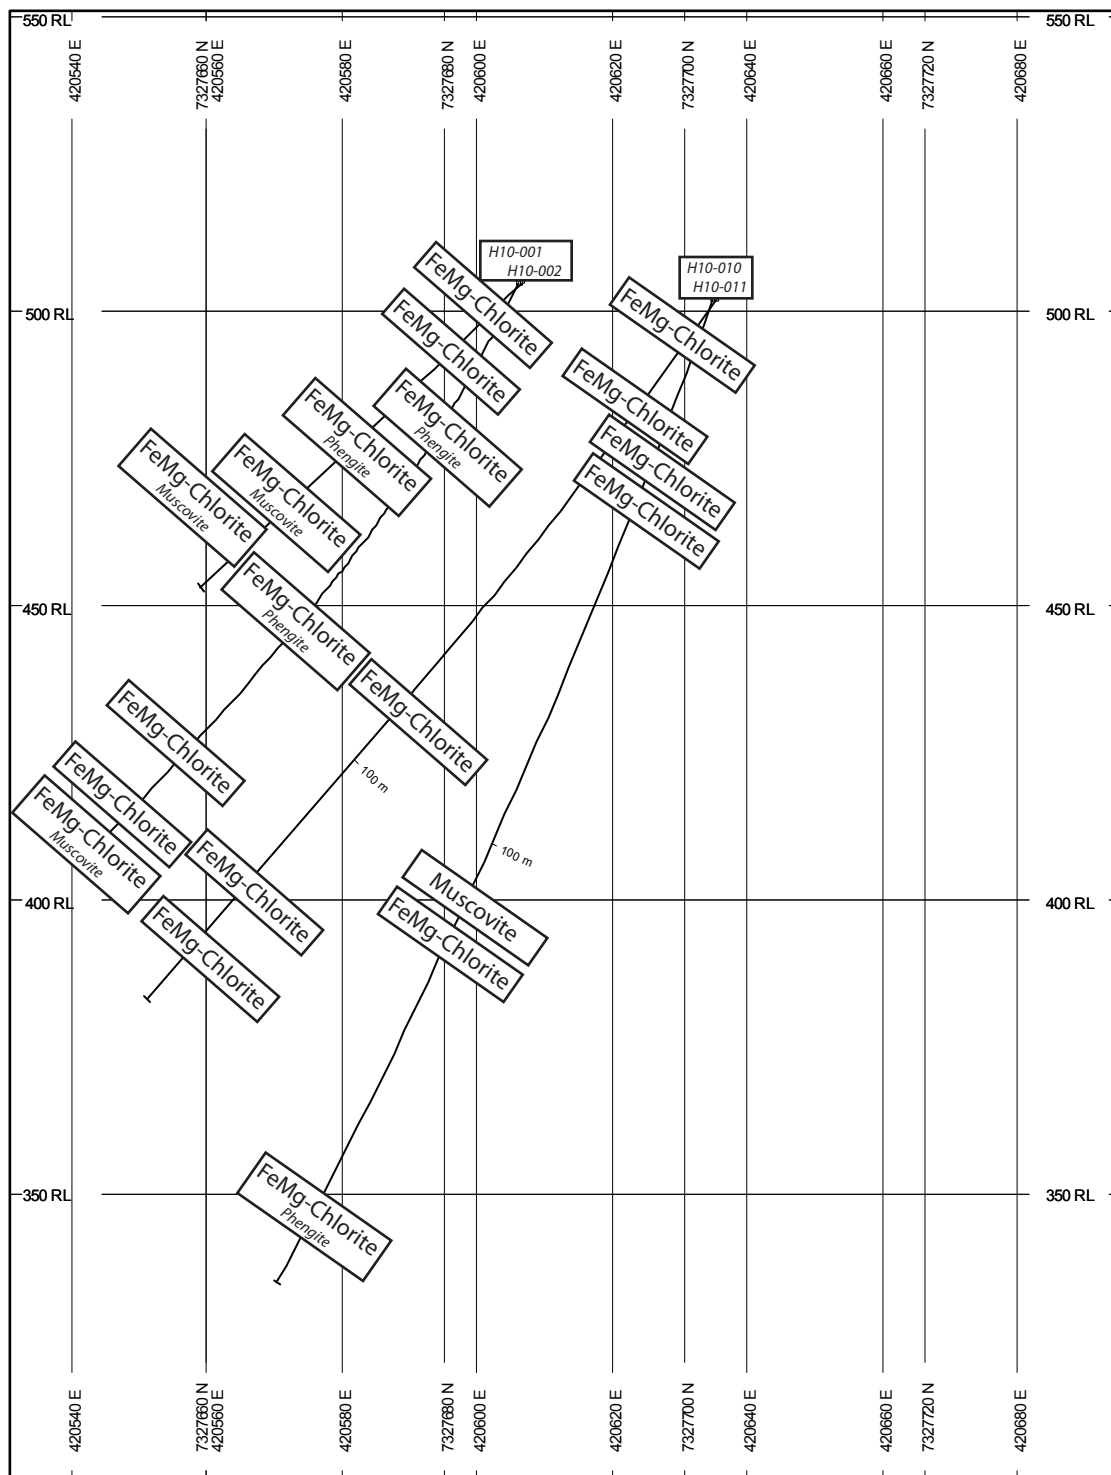 550 RL
550 RL
420540 E
7327660 N
420560 E
420580 E
7327680 N
420600 E
420620 E
7327700 N
420640 E
420660 E
7327720 N
420680 E
H10-001
H10-002
H10-010
H10-011
FeMg-Chlorite
FeMg-Chlorite
500 RL
500 RL
FeMg-Chlorite
FeMg-Chlorite
FeMg-Chlorite
Phengite
FeMg-Chlorite
Phengite
FeMg-Chlorite
FeMg-Chlorite
FeMg-Chlorite
Muscovite
FeMg-Chlorite
Muscovite
FeMg-Chlorite
Phengite
450 RL
450 RL
FeMg-Chlorite
FeMg-Chlorite
100 m
FeMg-Chlorite
FeMg-Chlorite
Muscovite
100 m
FeMg-Chlorite
Muscovite
400 RL
400 RL
FeMg-Chlorite
FeMg-Chlorite
350 RL
350 RL
FeMg-Chlorite
Phengite
420540 E
7327660 N
420560 E
420580 E
7327680 N
420600 E
420620 E
7327700 N
420640 E
420660 E
7327720 N
420680 E